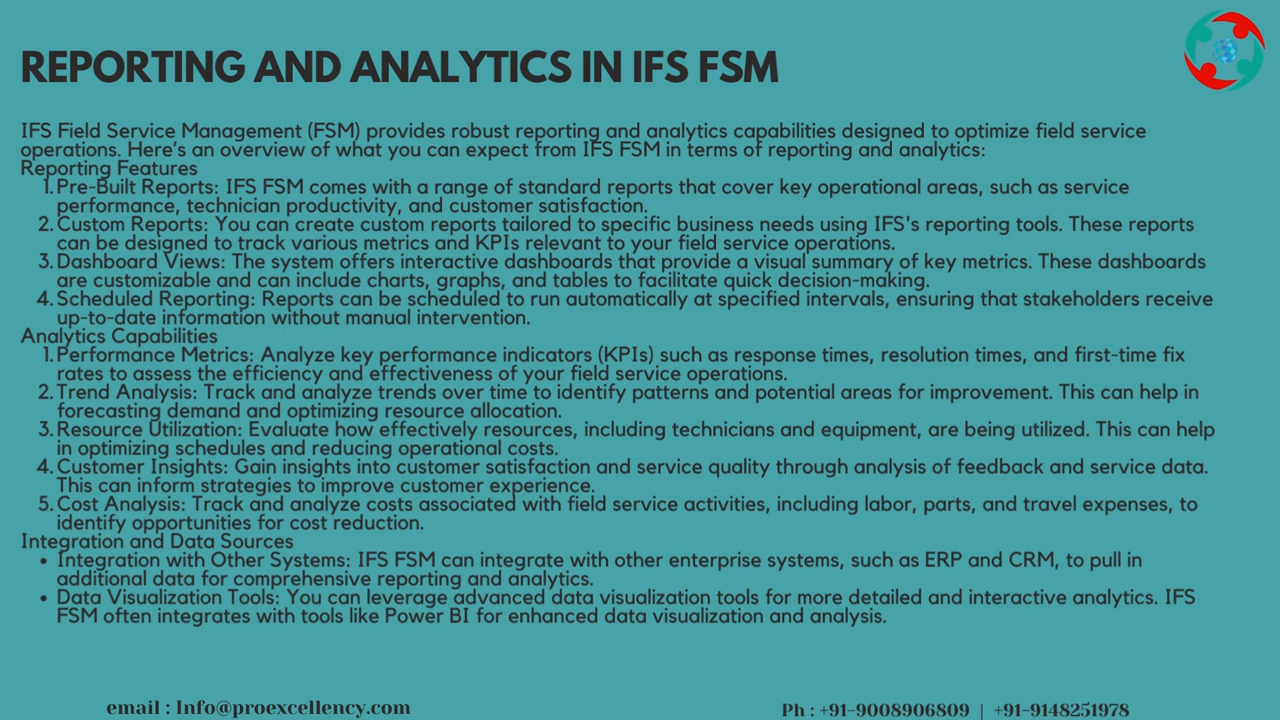 REPORTING AND ANALYTICS IN IFS FSM
IFS Field Service Management (FSM) provides robust reporting and analytics capabilities designed to optimize field service
operations. Here's an overview of what you can expect from IFS FSM in terms of reporting and analytics:
Reporting Features
1. Pre-Built Reports: IFS FSM comes with a range of standard reports that cover key operational areas, such as service
performance, technician productivity, and customer satisfaction.
2. Custom Reports: You can create custom reports tailored to specific business needs using IFS's reporting tools. These reports
can be designed to track various metrics and KPIs relevant to your field service operations.
3. Dashboard Views: The system offers interactive dashboards that provide a visual summary of key metrics. These dashboards
are customizable and can include charts, graphs, and tables to facilitate quick decision-making.
4. Scheduled Reporting: Reports can be scheduled to run automatically at specified intervals, ensuring that stakeholders receive
up-to-date information without manual intervention.
Analytics Capabilities
1. Performance Metrics: Analyze key performance indicators (KPIs) such as response times, resolution times, and first-time fix
rates to assess the efficiency and effectiveness of your field service operations.
2. Trend Analysis: Track and analyze trends over time to identify patterns and potential areas for improvement. This can help in
forecasting demand and optimizing resource allocation.
3. Resource Utilization: Evaluate how effectively resources, including technicians and equipment, are being utilized. This can help
in optimizing schedules and reducing operational costs.
4. Customer Insights: Gain insights into customer satisfaction and service quality through analysis of feedback and service data.
This can inform strategies to improve customer experience.
5. Cost Analysis: Track and analyze costs associated with field service activities, including labor, parts, and travel expenses, to
identify opportunities for cost reduction.
Integration and Data Sources
• Integration with Other Systems: IFS FSM can integrate with other enterprise systems, such as ERP and CRM, to pull in
additional data for comprehensive reporting and analytics.
• Data Visualization Tools: You can leverage advanced data visualization tools for more detailed and interactive analytics. IFS
FSM often integrates with tools like Power BI for enhanced data visualization and analysis.
email : Info@proexcellency.com
Ph : +91-9008906809 | +91-9148251978